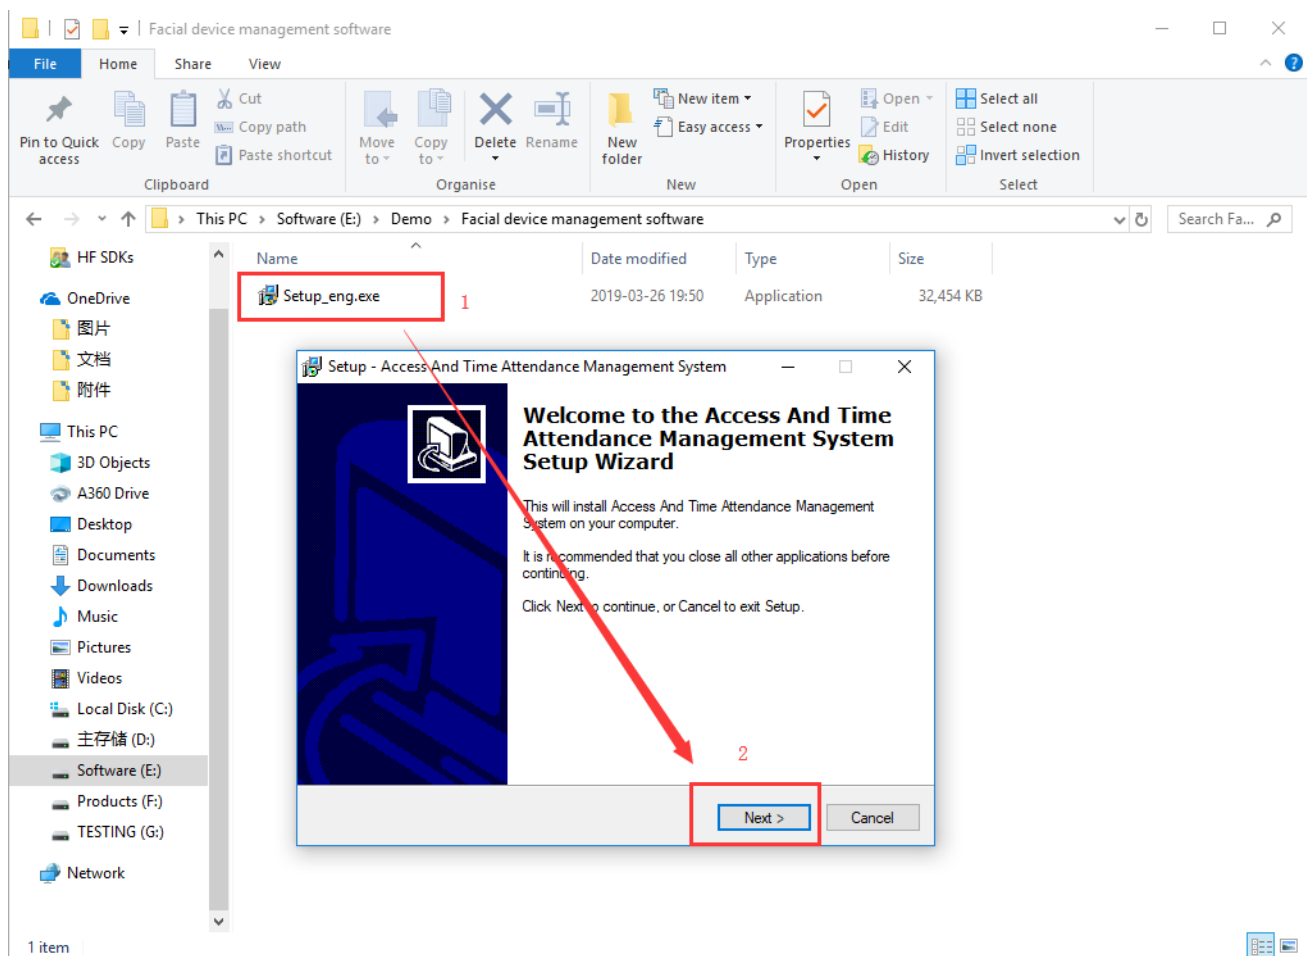 Facial device management software
File Home Share View
Pin to Quick access
Copy
Paste
Cut
Copy path
Paste shortcut
Clipboard
Move to
Copy to
Delete
Rename
Organise
New folder
New item
Easy access
New
Properties
Open
Edit
History
Open
Select all
Select none
Invert selection
Select
This PC > Software (E:) > Demo > Facial device management software
Search Fa...
HF SDKs
OneDrive
图片
文档
附件
This PC
3D Objects
A360 Drive
Desktop
Documents
Downloads
Music
Pictures
Videos
Local Disk (C:)
主存储 (D:)
Software (E:)
Products (F:)
TESTING (G:)
Network
Name Date modified Type Size
Setup_eng.exe 2019-03-26 19:50 Application 32,454 KB
1
Setup - Access And Time Attendance Management System
Welcome to the Access And Time
Attendance Management System
Setup Wizard
This will install Access And Time Attendance Management
System on your computer.
It is recommended that you close all other applications before
continuing.
Click Next to continue, or Cancel to exit Setup.
2
Next > Cancel
1 item